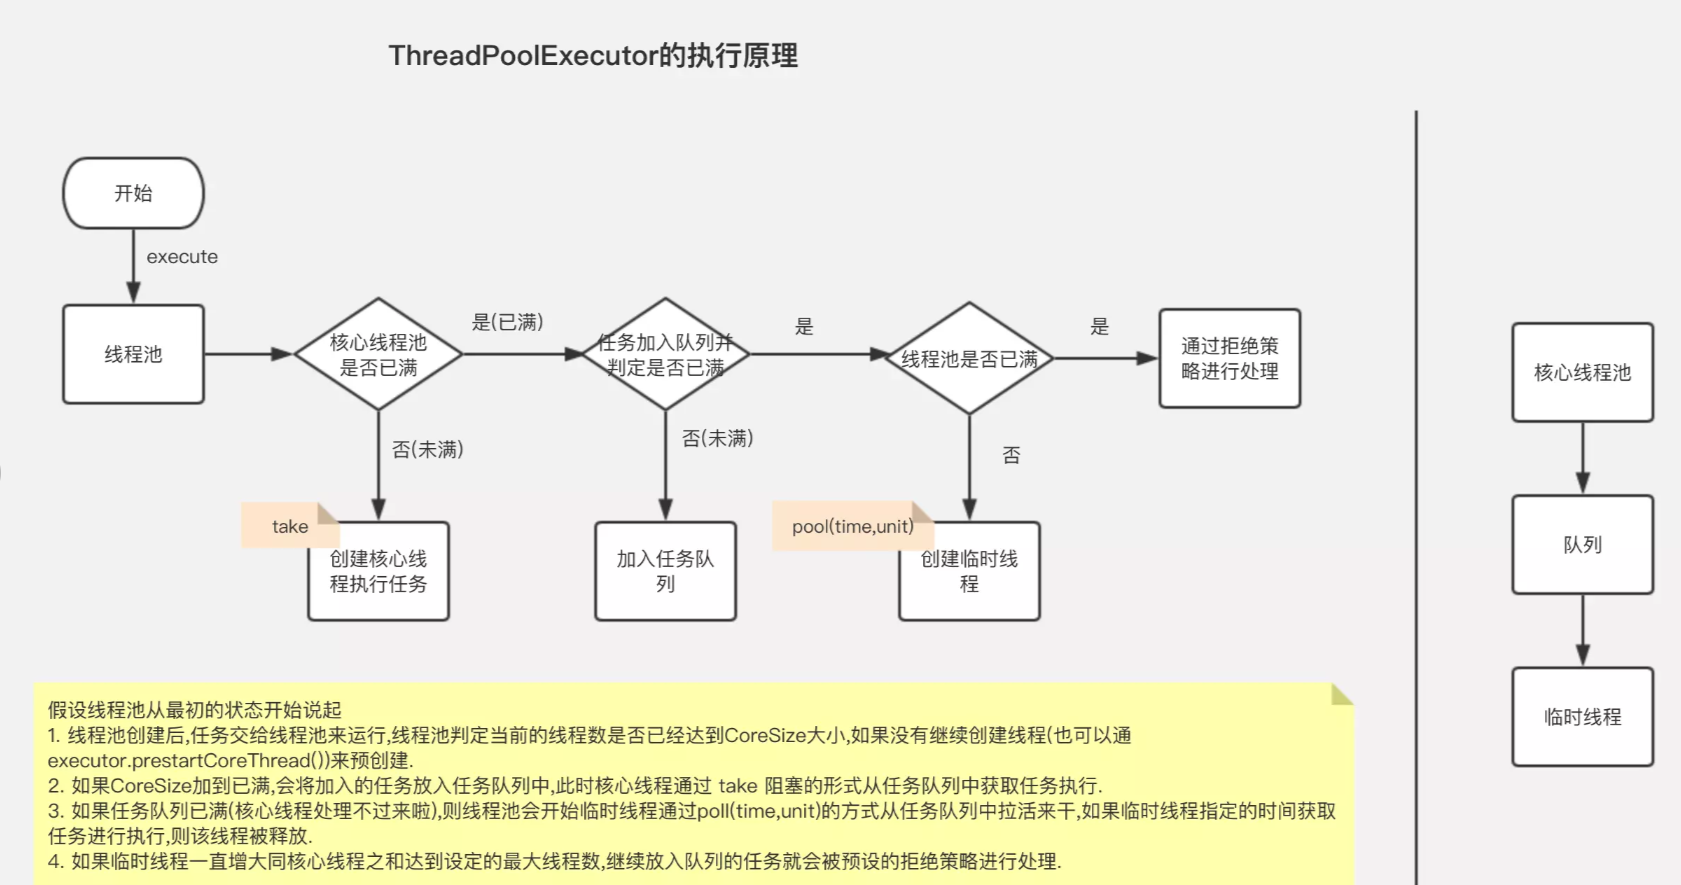 ThreadPoolExecutor的执行原理
开始
execute
线程池
核心线程池
是否已满
是(已满)
任务加入队列并
判定是否已满
是
线程池是否已满
是
通过拒绝策
略进行处理
否(未满)
否(未满)
否
take
创建核心线
程执行任务
加入任务队
列
pool(time,unit)
创建临时线
程
核心线程池
队列
临时线程
假设线程池从最初的状态开始说起
1. 线程池创建后,任务交给线程池来运行,线程池判定当前的线程数是否已经达到CoreSize大小,如果没有继续创建线程(也可以通
executor.prestartCoreThread())来预创建.
2. 如果CoreSize加到已满,会将加入的任务放入任务队列中,此时核心线程通过 take 阻塞的形式从任务队列中获取任务执行.
3. 如果任务队列已满(核心线程处理不过来啦),则线程池会开始临时线程通过poll(time,unit)的方式从任务队列中拉活来干,如果临时线程指定的时间获取
任务进行执行,则该线程被释放.
4. 如果临时线程一直增大同核心线程之和达到设定的最大线程数,继续放入队列的任务就会被预设的拒绝策略进行处理.